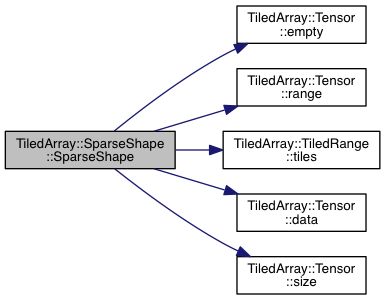 TiledArray::Tensor
::empty
TiledArray::Tensor
::range
TiledArray::SparseShape
::SparseShape
TiledArray::TiledRange
::tiles
TiledArray::Tensor
::data
TiledArray::Tensor
::size